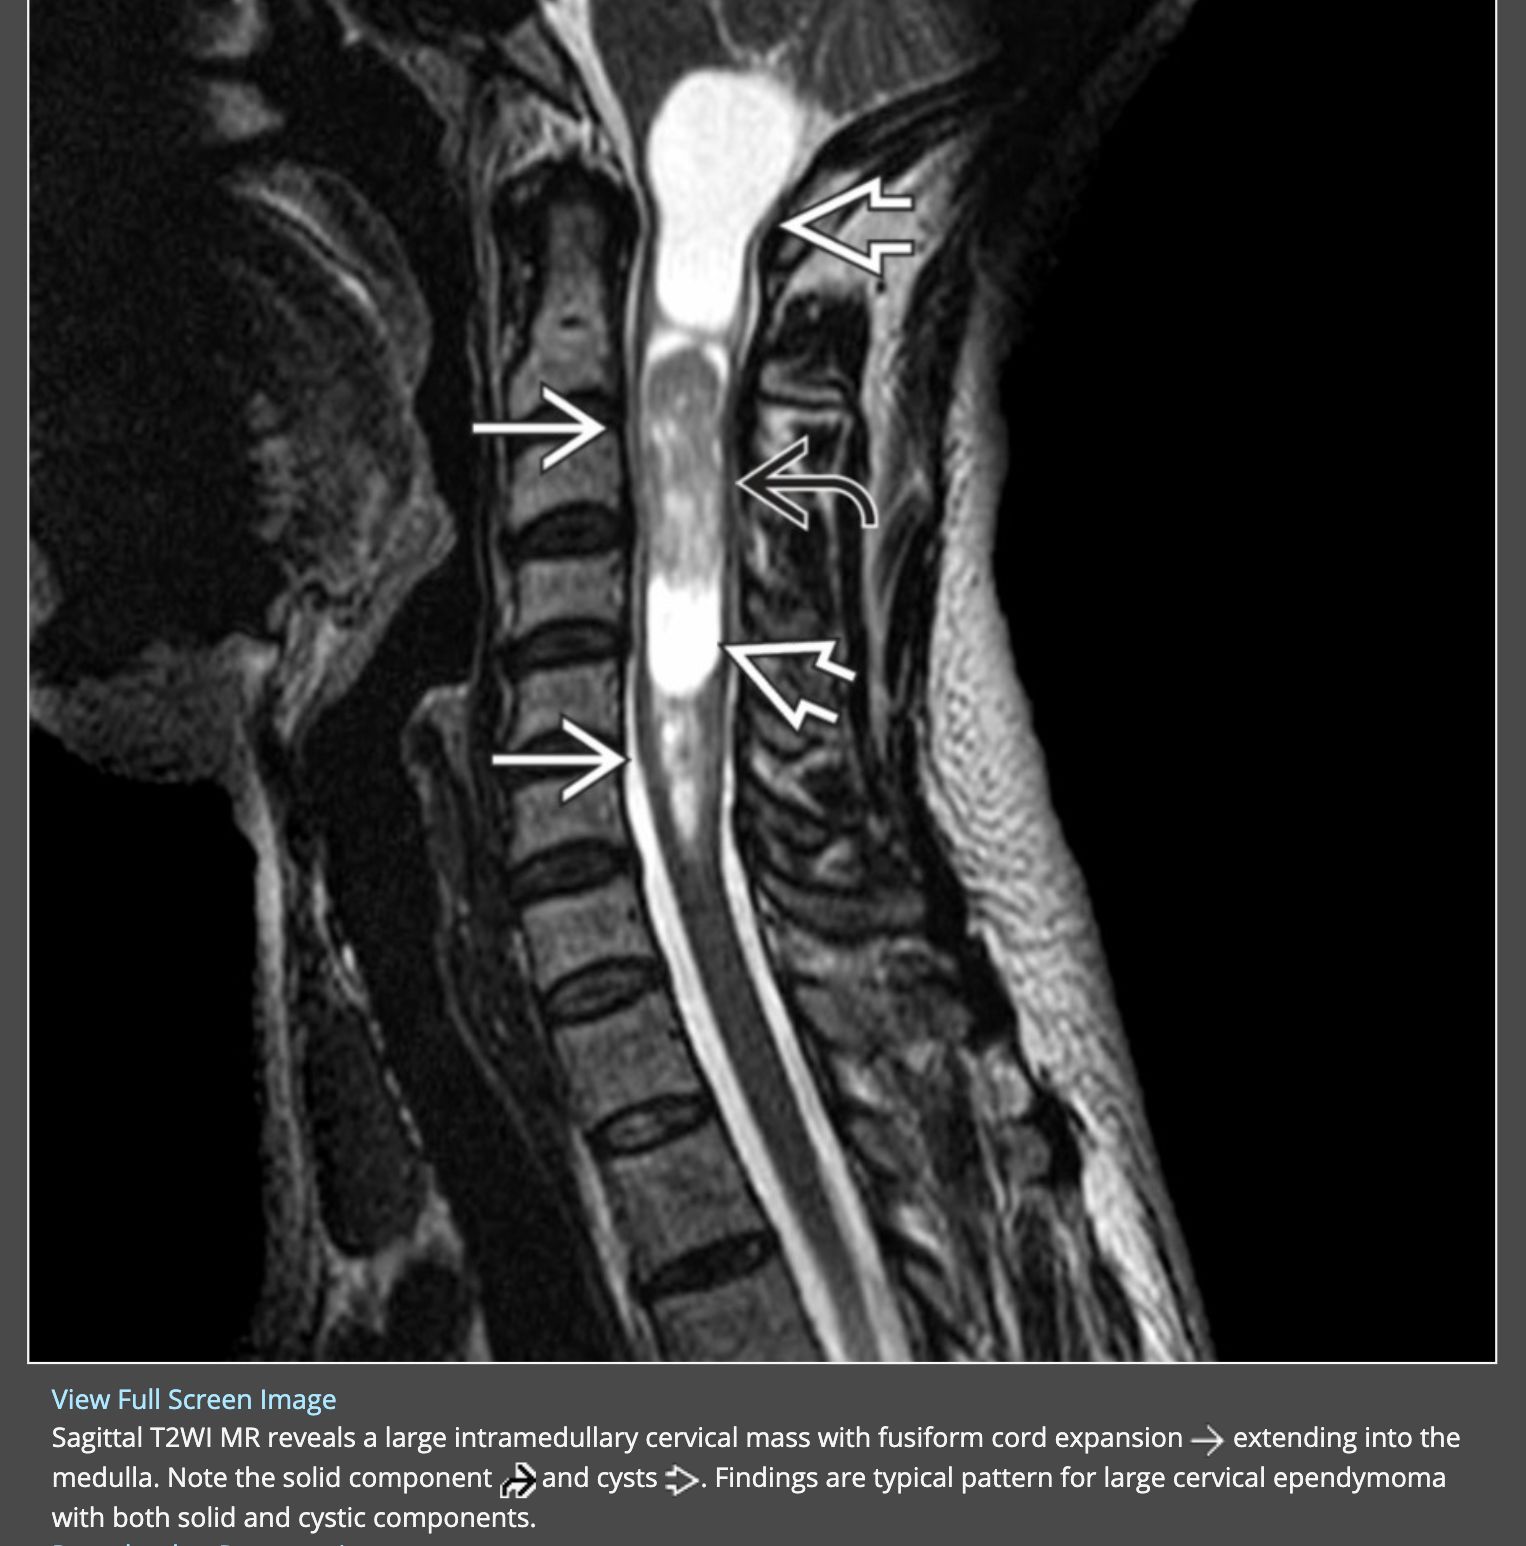 View Full Screen Image
Sagittal T2WI MR reveals a large intramedullary cervical mass with fusiform cord expansion extending into the
medulla. Note the solid component and cysts . Findings are typical pattern for large cervical ependymoma
with both solid and cystic components.